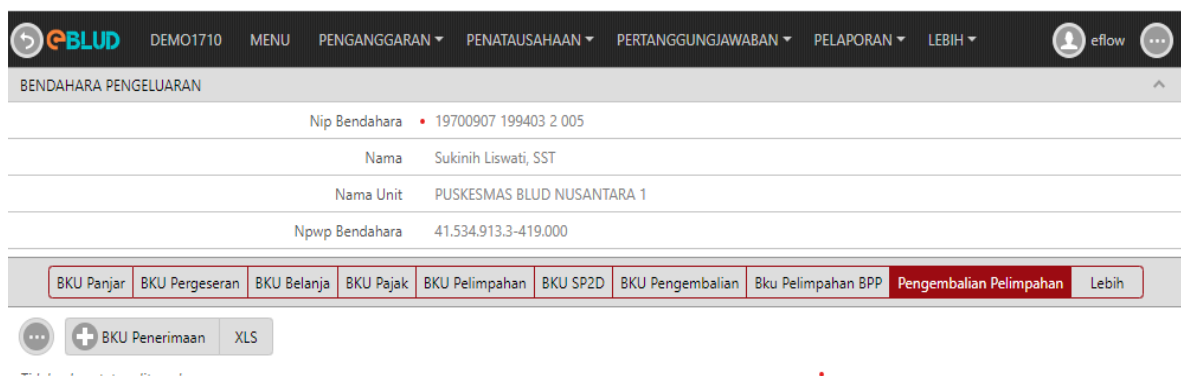 eBLUD DEMO1710 MENU PENGANGGARAN PENATAUSAHAAN PERTANGGUNGJAWABAN PELAPORAN LEBIH eflow
BENDAHARA PENGELUARAN
Nip Bendahara • 19700907 199403 2 005
Nama Sukinih Liswati, SST
Nama Unit PUSKESMAS BLUD NUSANTARA 1
Npwp Bendahara 41.534.913.3-419.000
BKU Panjar BKU Pergeseran BKU Belanja BKU Pajak BKU Pelimpahan BKU SP2D BKU Pengembalian Bku Pelimpahan BPP Pengembalian Pelimpahan Lebih
BKU Penerimaan XLS